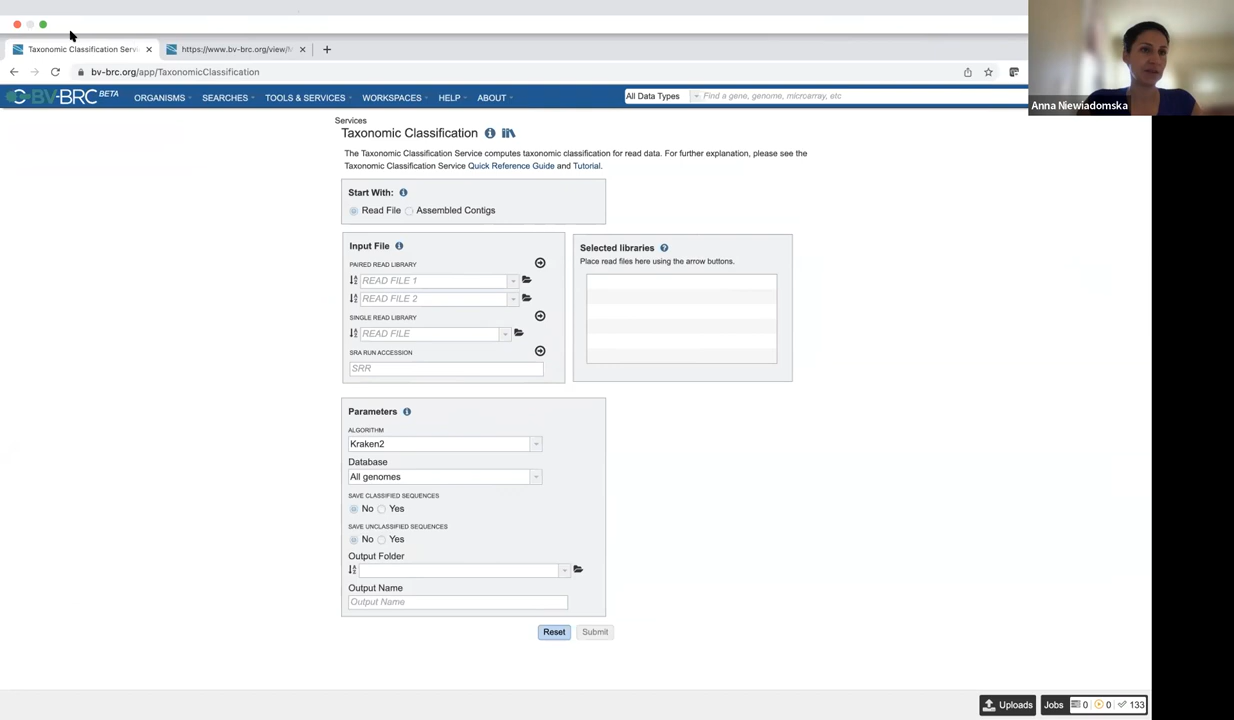 Taxonomic Classification Serv
https://www.bv-brc.org/view/M
bv-brc.org/app/TaxonomicClassification
BV-BRC BETA ORGANISMS SEARCHES TOOLS & SERVICES WORKSPACES HELP ABOUT All Data Types Find a gene, genome, microarray, etc
Anna Niewiadomska
Services
Taxonomic Classification
The Taxonomic Classification Service computes taxonomic classification for read data. For further explanation, please see the
Taxonomic Classification Service Quick Reference Guide and Tutorial.
Start With:
Read File Assembled Contigs
Input File
PAIRED READ LIBRARY
READ FILE 1
READ FILE 2
SINGLE READ LIBRARY
READ FILE
SRA RUN ACCESSION
SRR
Selected libraries
Place read files here using the arrow buttons.
Parameters
ALGORITHM
Kraken2
Database
All genomes
SAVE CLASSIFIED SEQUENCES
No Yes
SAVE UNCLASSIFIED SEQUENCES
No Yes
Output Folder
Output Name
Output Name
Reset Submit
Uploads Jobs 0 0 133